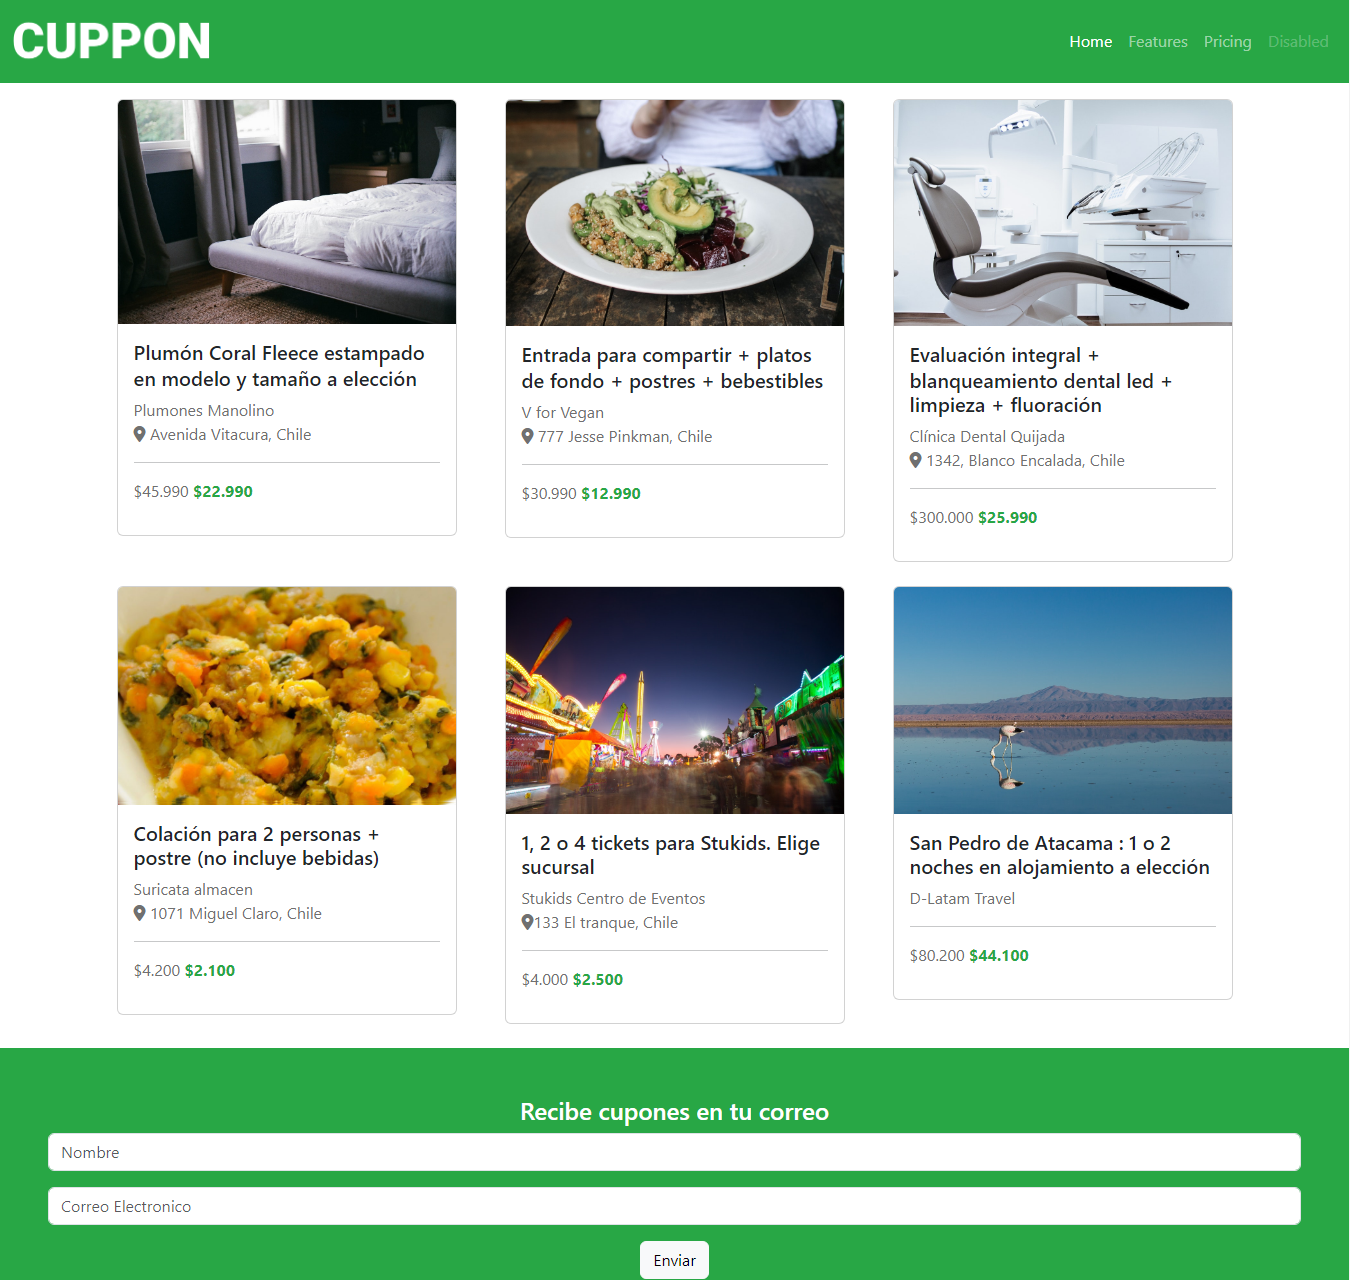 CUPPON
Home Features Pricing Disabled
Plumón Coral Fleece estampado
en modelo y tamaño a elección
Plumones Manolino
Avenida Vitacura, Chile
$45.990 $22.990
Entrada para compartir + platos
de fondo + postres + bebestibles
V for Vegan
777 Jesse Pinkman, Chile
$30.990 $12.990
Evaluación integral +
blanqueamiento dental led +
limpieza + fluoración
Clínica Dental Quijada
1342, Blanco Encalada, Chile
$300.000 $25.990
Colación para 2 personas +
postre (no incluye bebidas)
Suricata almacen
1071 Miguel Claro, Chile
$4.200 $2.100
1, 2 o 4 tickets para Stukids. Elige
sucursal
Stukids Centro de Eventos
133 El tranque, Chile
$4.000 $2.500
San Pedro de Atacama : 1 o 2
noches en alojamiento a elección
D-Latam Travel
$80.200 $44.100
Recibe cupones en tu correo
Nombre
Correo Electronico
Enviar